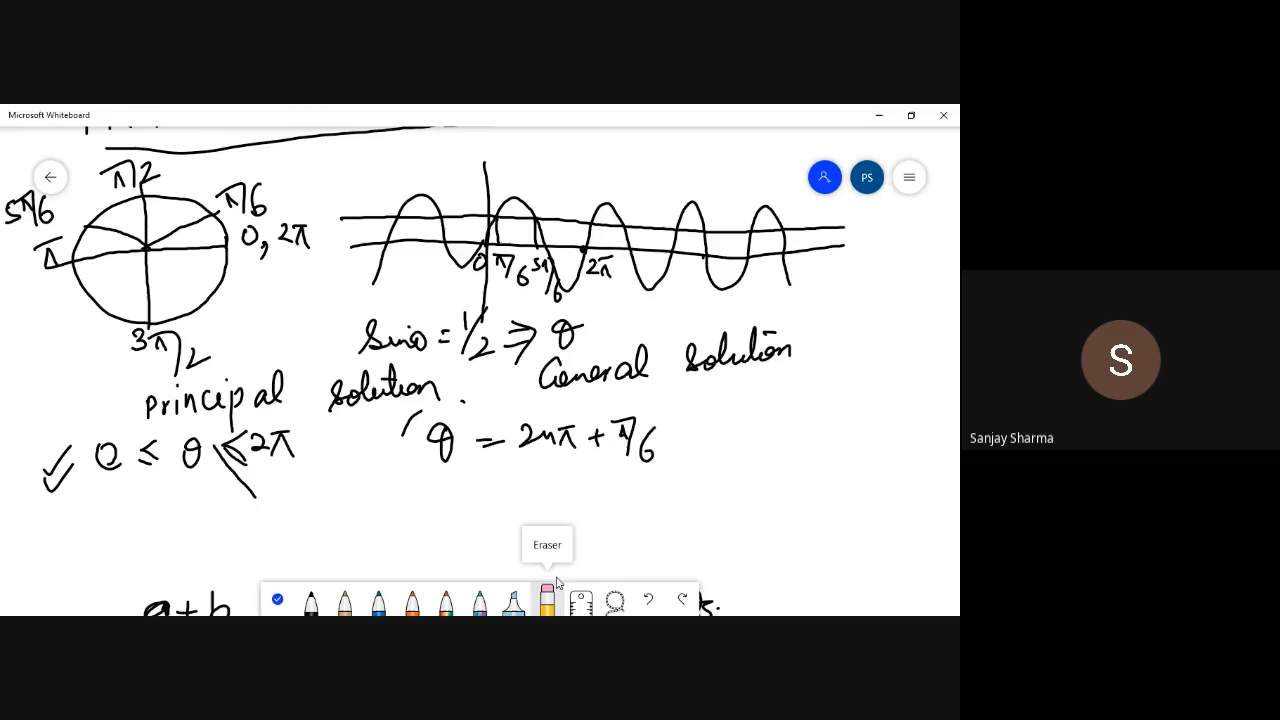 Microsoft Whiteboard
PS
π/2
5π/6
π/6
π
0, 2π
3π/2
0 π/6 5π/6 2π
Sinθ = 1/2 ⇒ θ
Principal solution.
General solution
0 ≤ θ ≤ 2π
θ = 2nπ + π/6
Eraser
a + b
S
Sanjay Sharma